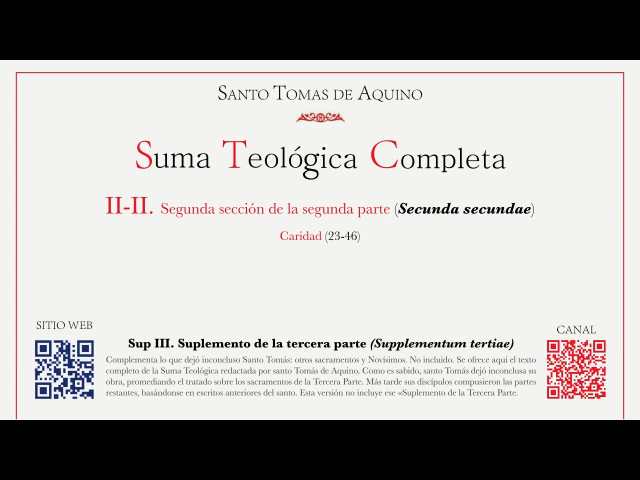 SANTO TOMAS DE AQUINO
Suma Teológica Completa
II-II. Segunda sección de la segunda parte (Secunda secundae)
Caridad (23-46)
SITIO WEB
CANAL
Sup III. Suplemento de la tercera parte (Supplementum tertiae)
Complementa lo que dejó inconcluso Santo Tomás: otros sacramentos y Novísimos. No incluido. Se ofrece aquí el texto
completo de la Suma Teológica redactada por santo Tomás de Aquino. Como es sabido, santo Tomás dejó inconclusa su
obra, promediando el tratado sobre los sacramentos de la Tercera Parte. Más tarde sus discípulos compusieron las partes
restantes, basándonse en escritos anteriores del santo. Esta versión no incluye ese «Suplemento de la Tercera Parte.